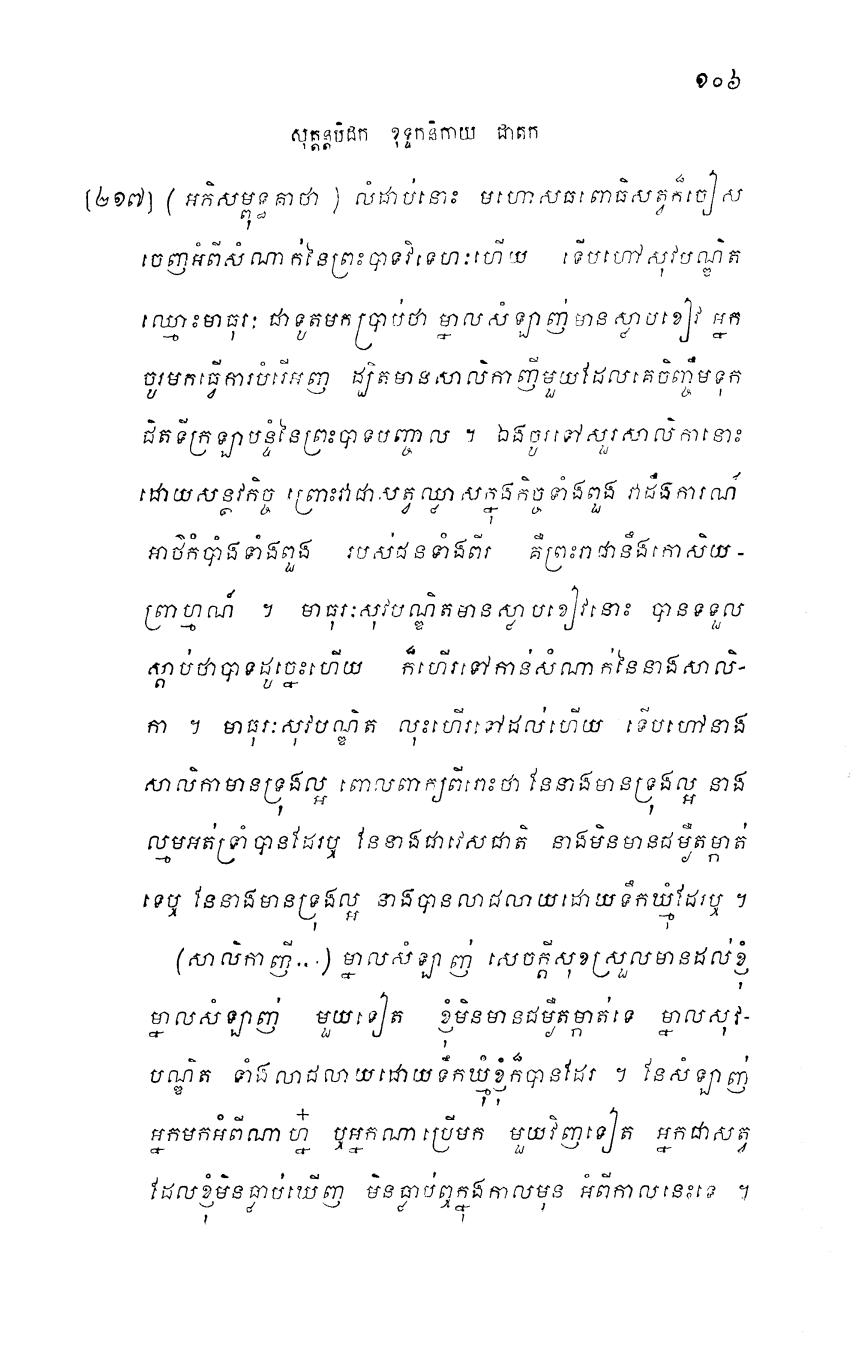 ១០៦
សុត្តន្តបិដក ខុទ្ទកនិកាយ ជាតក
[២១៧] (អភិសម្ពុទ្ធគាថា) លំដាប់នោះ មហោសធពោធិសត្វក៏ចៀស
ចេញអំពីសំណាក់នៃព្រះបាទវិទេហៈហើយ ទើបហៅសុវបណ្ឌិត
ឈ្មោះមាធុរៈ ជាទូតមកប្រាប់ថា ម្នាលសំឡាញ់មានស្លាបខៀវ អ្នក
ចូរមកធ្វើការបំរើអញ ដ្បិតមានសាលិកាញីមួយដែលគេចិញ្ចឹមទុក
ជិតទីក្រឡាបន្ទំនៃព្រះបាទបញ្ចាល ។ ឯងចូរទៅសួរសាលិកានោះ
ដោយសន្ថវកិច្ច ព្រោះវាជាសត្វឈ្លាសក្នុងកិច្ចទាំងពួង វាដឹងការណ៍
អាថ៌កំបាំងទាំងពួង របស់ជនទាំងពីរ គឺព្រះរាជានឹងកោសិយ-
ព្រាហ្មណ៍ ។ មាធុរៈសុវបណ្ឌិតមានស្លាបខៀវនោះ បានទទួល
ស្តាប់ថាបាទដូច្នេះហើយ ក៏ហើរទៅកាន់សំណាក់នៃនាងសាលិ-
កា ។ មាធុរៈសុវបណ្ឌិត លុះហើរទៅដល់ហើយ ទើបហៅនាង
សាលិកាមានទ្រុងល្អ ពោលពាក្យពីរោះថា នែនាងមានទ្រុងល្អ នាង
ល្មមអត់ទ្រាំបានដែរឬ នែនាងជាវេសជាតិ នាងមិនមានជម្ងឺតម្កាត់
ទេឬ នែនាងមានទ្រុងល្អ នាងបានលាជលាយដោយទឹកឃ្មុំដែរឬ ។
(សាលិកាញី...) ម្នាលសំឡាញ់ សេចក្តីសុខស្រួលមានដល់ខ្ញុំ
ម្នាលសំឡាញ់ មួយទៀត ខ្ញុំមិនមានជម្ងឺតម្កាត់ទេ ម្នាលសុវ-
បណ្ឌិត ទាំងលាជលាយដោយទឹកឃ្មុំខ្ញុំក៏បានដែរ ។ នែសំឡាញ់
អ្នកមកអំពីណាហ្ន៎ ឬអ្នកណាប្រើមក មួយវិញទៀត អ្នកជាសត្វ
ដែលខ្ញុំមិនធ្លាប់ឃើញ មិនធ្លាប់ឮក្នុងកាលមុន អំពីកាលនេះទេ ។